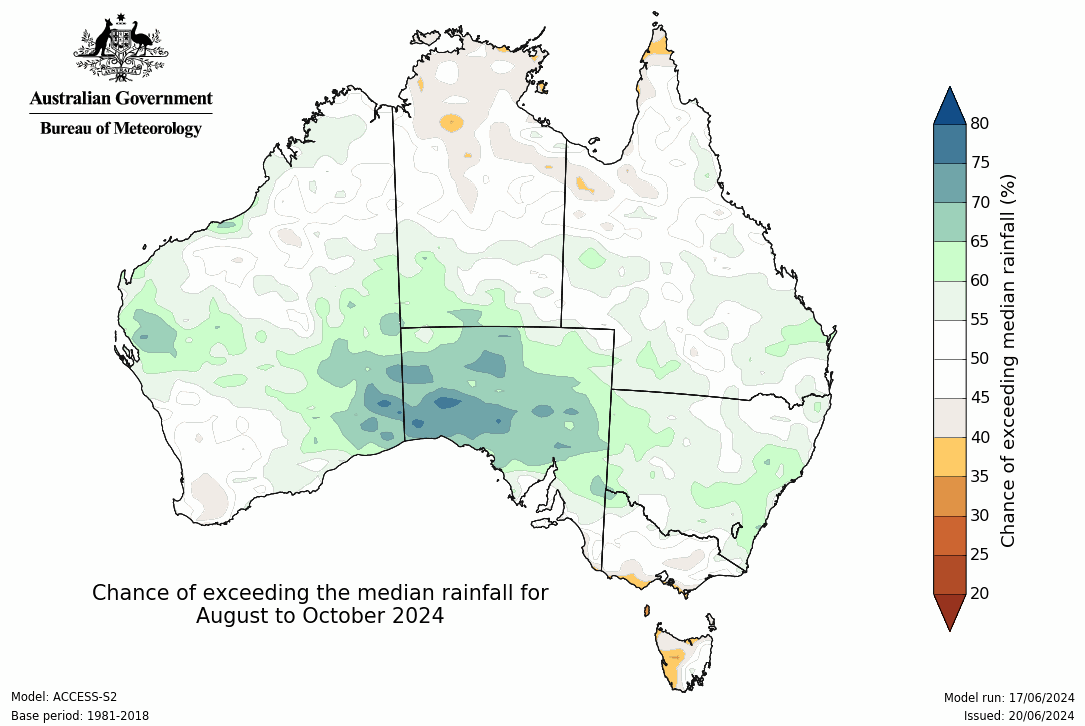 Australian Government
Bureau of Meteorology
80
75
70
65
60
55
50
45
40
35
30
25
20
Chance of exceeding median rainfall (%)
Chance of exceeding the median rainfall for
August to October 2024
Model: ACCESS-S2
Base period: 1981-2018
Model run: 17/06/2024
Issued: 20/06/2024